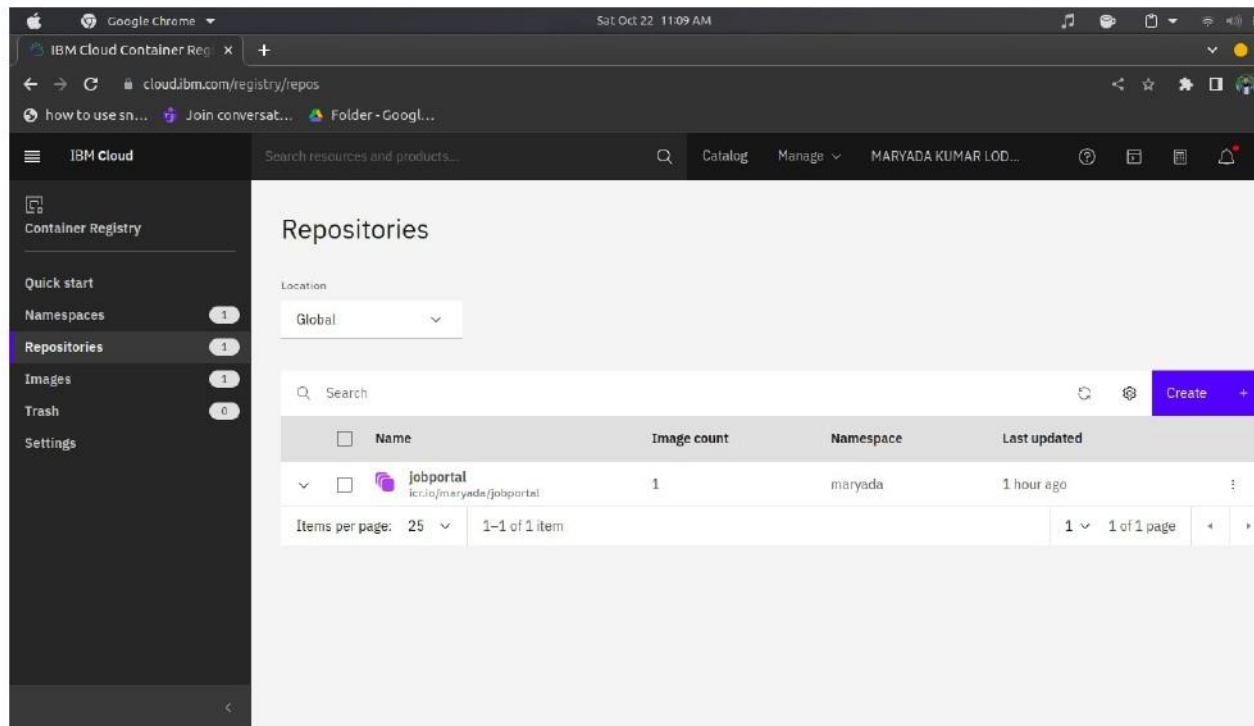 Google Chrome
Sat Oct 22 11:09 AM
IBM Cloud Container Reg
cloud.ibm.com/registry/repos
how to use sn... Join conversat... Folder - Googl...
IBM Cloud
Search resources and products...
Catalog Manage MARYADA KUMAR LOD...
Container Registry
Quick start
Namespaces 1
Repositories 1
Images 1
Trash 0
Settings
Repositories
Location
Global
Search
Create +
Name Image count Namespace Last updated
jobportal 1 maryada 1 hour ago
icr.io/maryada/jobportal
Items per page: 25 1–1 of 1 item 1 1 of 1 page